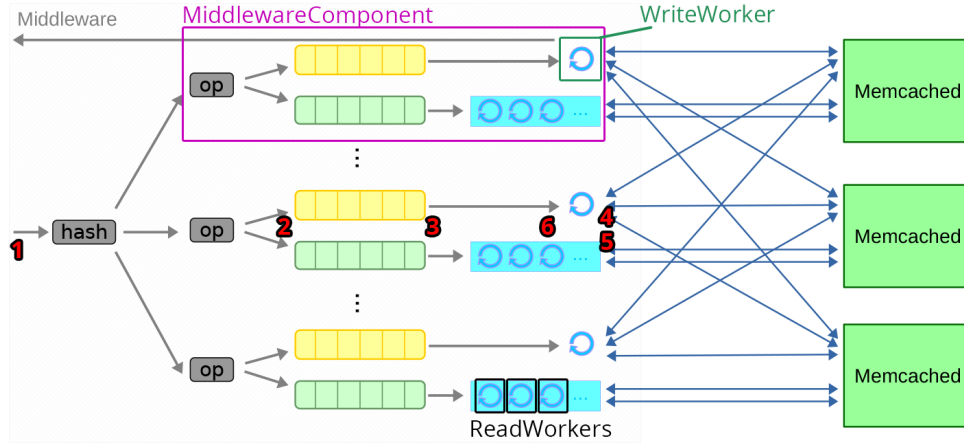 Middleware
MiddlewareComponent
WriteWorker
op
...
Memcached
...
hash
op
2
3
6
4
1
5
...
Memcached
...
op
...
Memcached
ReadWorkers